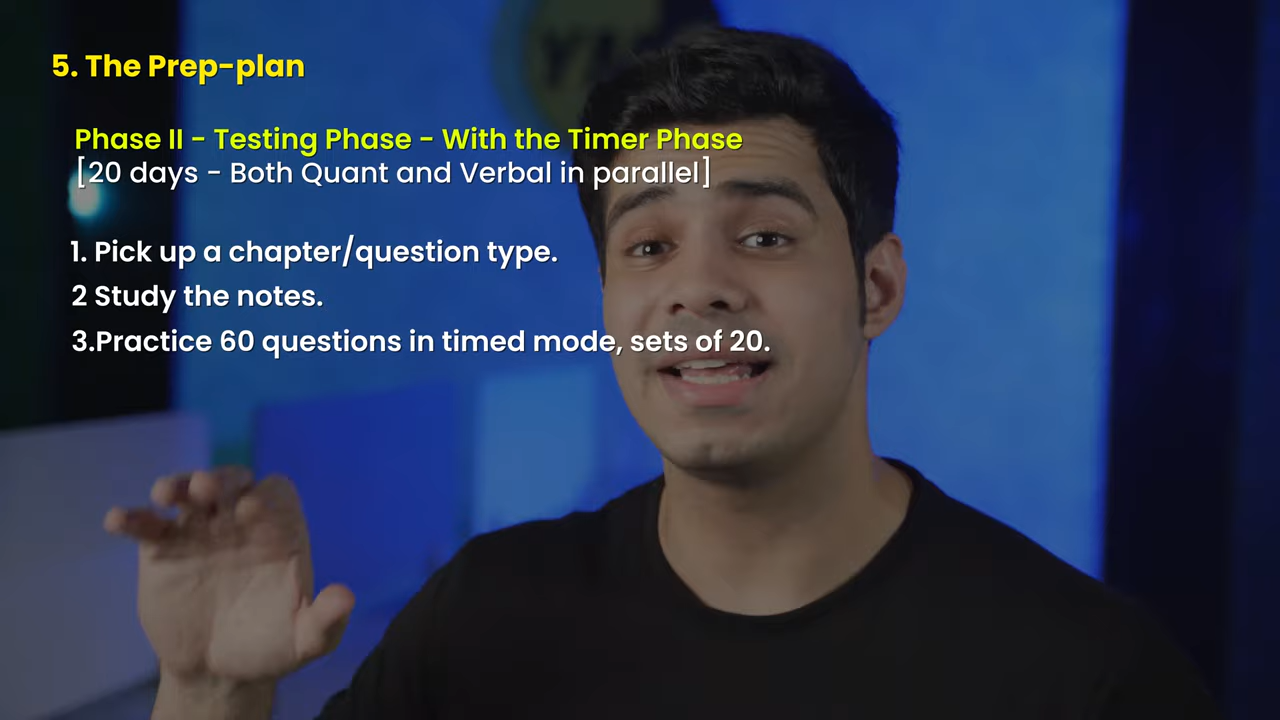 5. The Prep-plan
Phase II - Testing Phase - With the Timer Phase
[20 days - Both Quant and Verbal in parallel]
1. Pick up a chapter/question type.
2 Study the notes.
3.Practice 60 questions in timed mode, sets of 20.